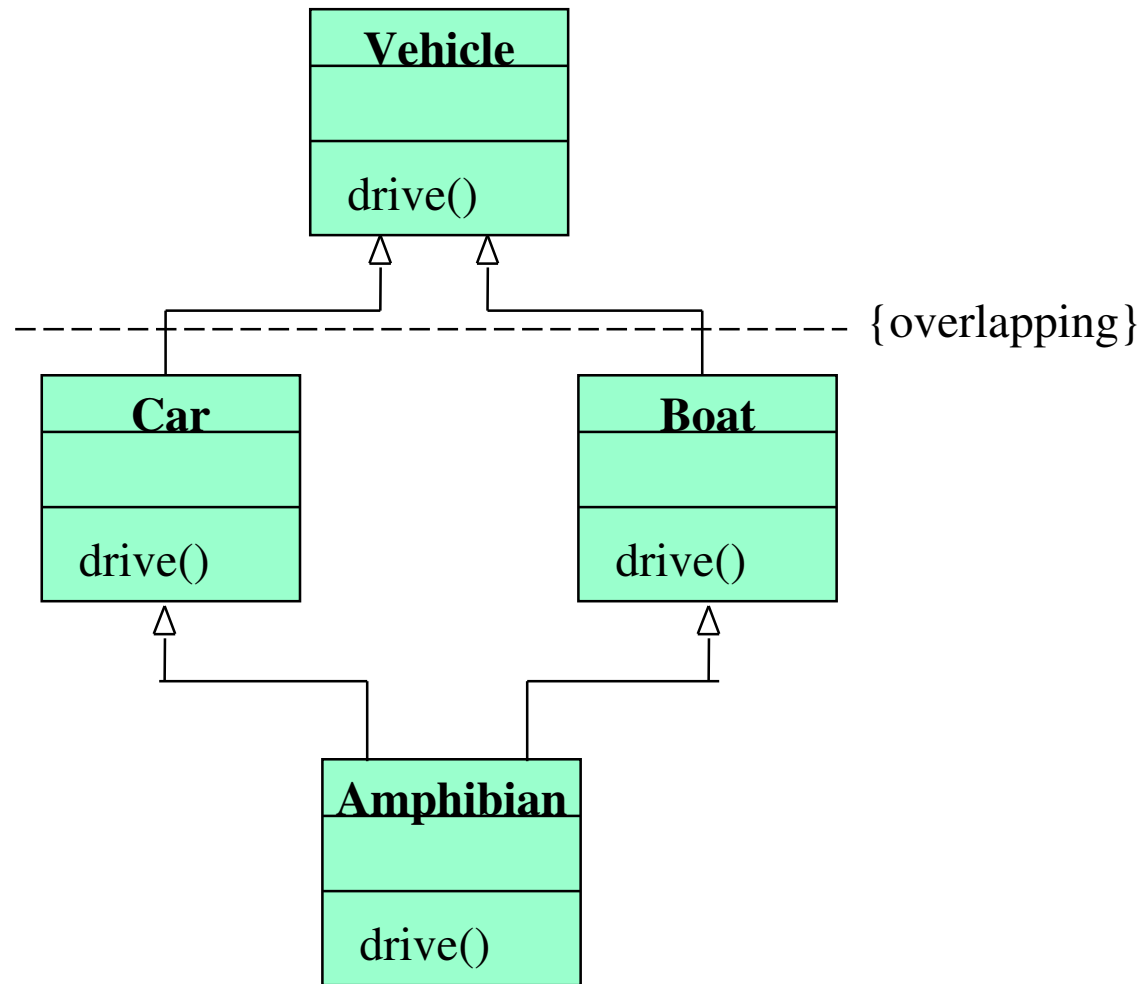 Vehicle
drive()
{overlapping}
Car
Boat
drive()
drive()
Amphibian
drive()